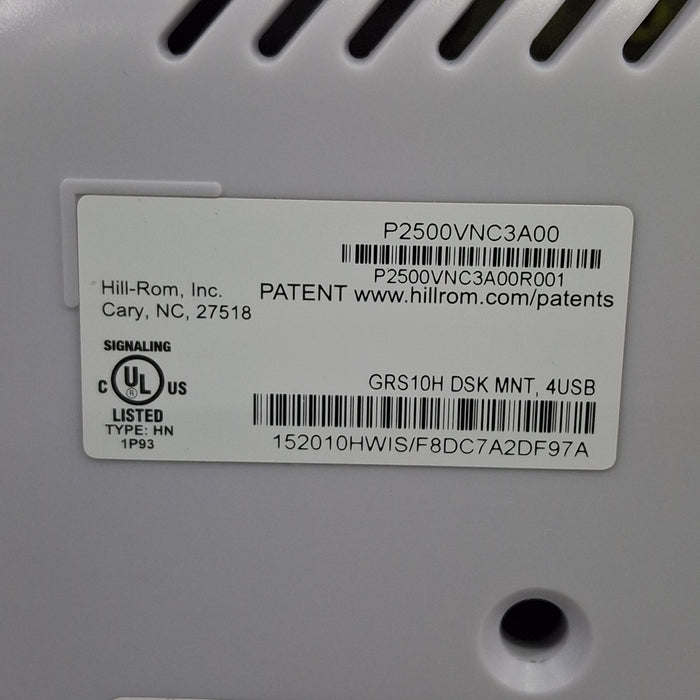 P2500VNC3A00
P2500VNC3A00R001
Hill-Rom, Inc.
Cary, NC, 27518
PATENT www.hillrom.com/patents
SIGNALING
C UL ® US
LISTED
TYPE: HN
1P93
GRS10H DSK MNT, 4USB
152010HWIS/F8DC7A2DF97A